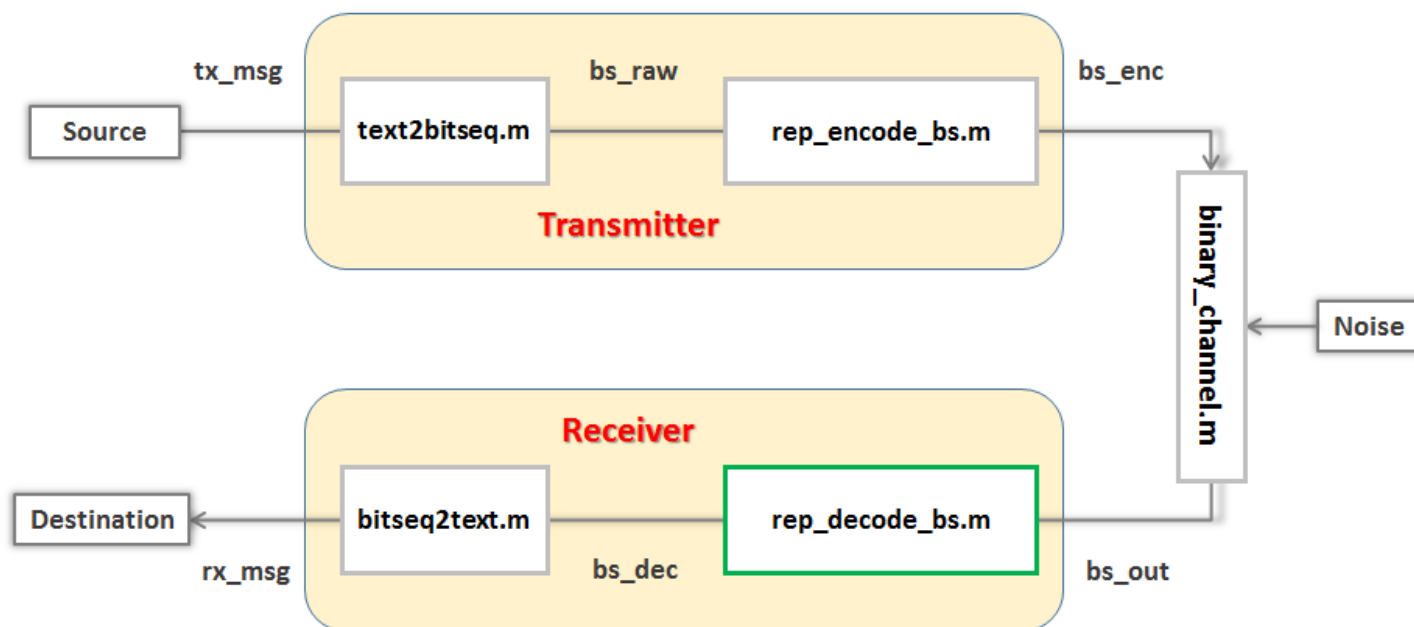 tx_msg
bs_raw
bs_enc
Source
text2bitseq.m
rep_encode_bs.m
Transmitter
binary_channel.m
Noise
Receiver
Destination
bitseq2text.m
rep_decode_bs.m
rx_msg
bs_dec
bs_out